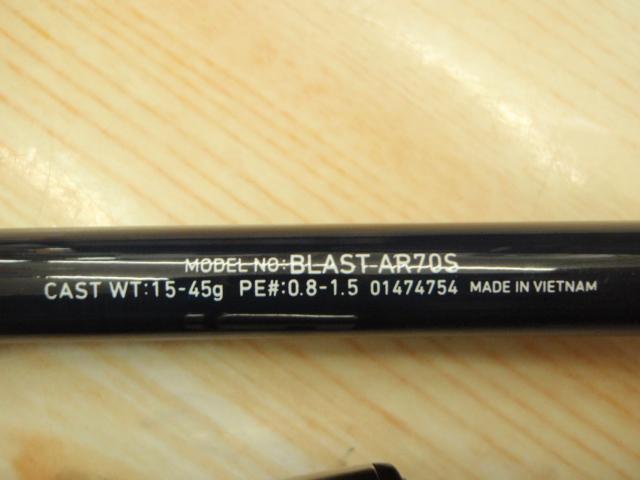 MODEL NO:BLAST AR70S
CAST WT:15-45g PE#:0.8-1.5 01474754 MADE IN VIETNAM